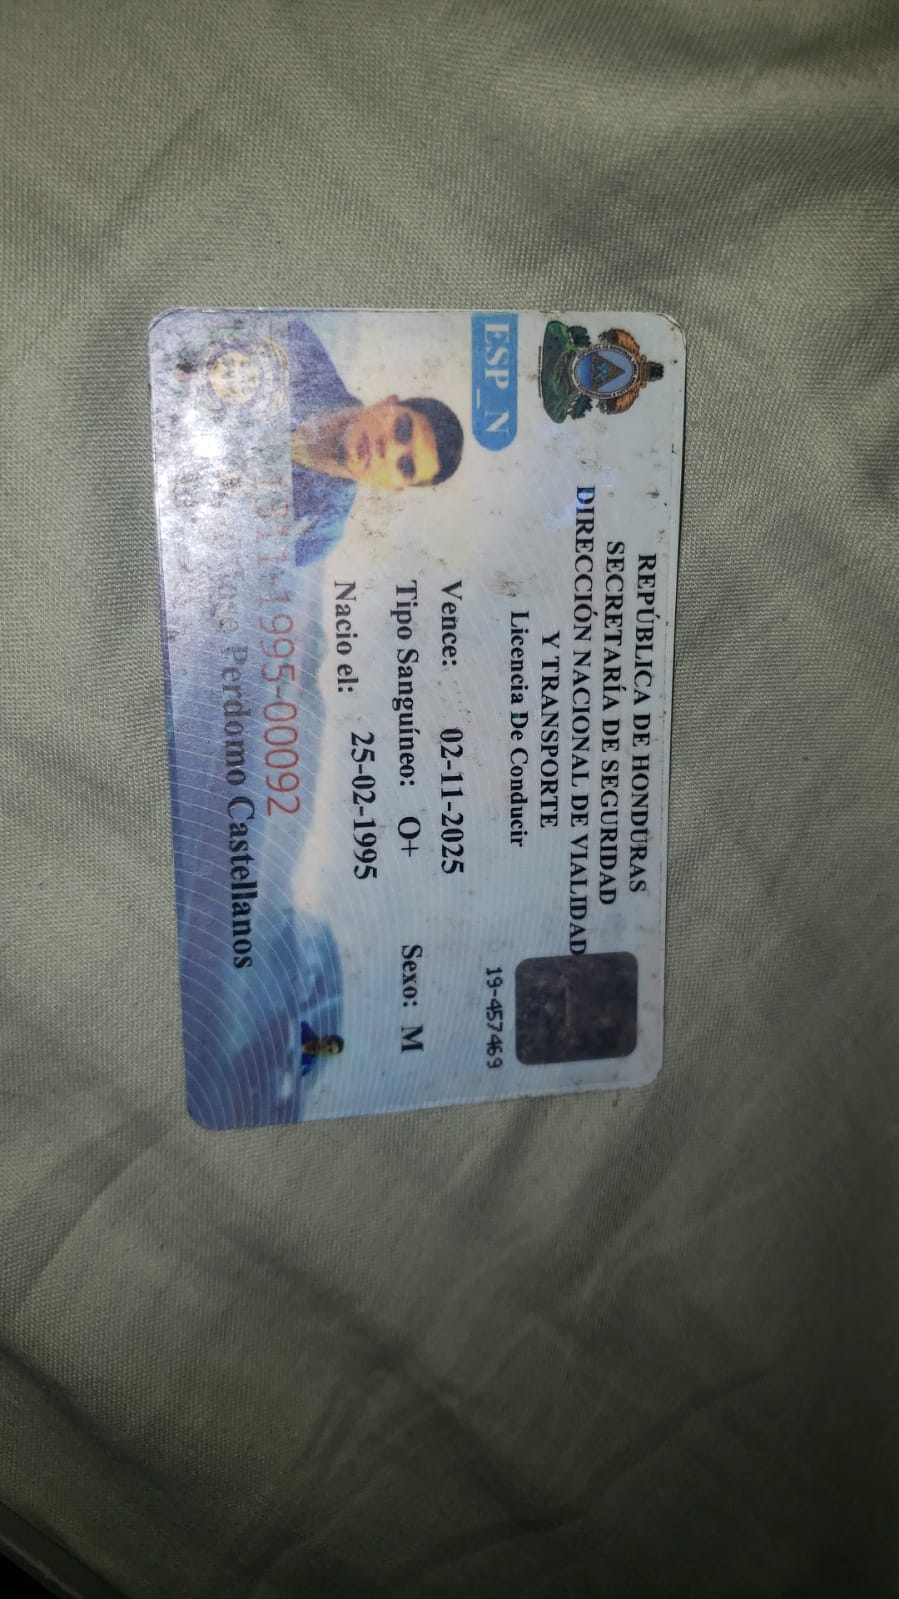 REPÚBLICA DE HONDURAS
SECRETARÍA DE SEGURIDAD
DIRECCIÓN NACIONAL DE VIALIDAD
Y TRANSPORTE
Licencia De Conducir
ESP_N
19-457469
Vence: 02-11-2025
Tipo Sanguíneo: O+ Sexo: M
Nacio el: 25-02-1995
1995-00092
Jose Perdomo Castellanos